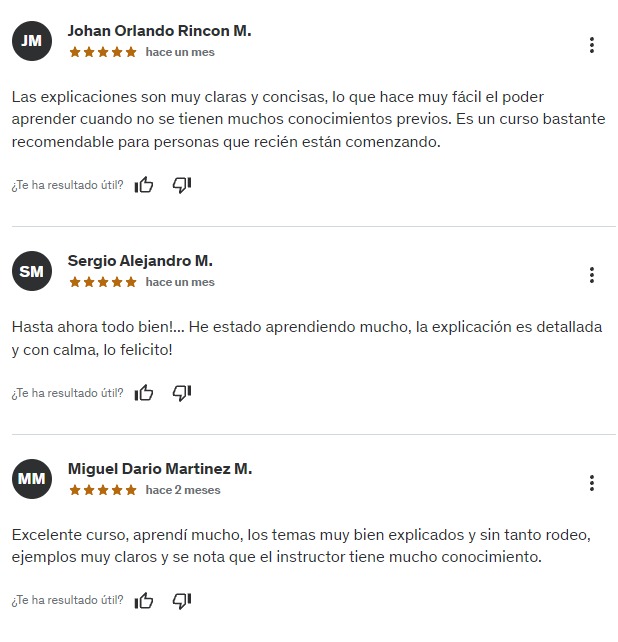 JM
Johan Orlando Rincon M.
hace un mes
Las explicaciones son muy claras y concisas, lo que hace muy fácil el poder
aprender cuando no se tienen muchos conocimientos previos. Es un curso bastante
recomendable para personas que recién están comenzando.
¿Te ha resultado útil?
SM
Sergio Alejandro M.
hace un mes
Hasta ahora todo bien!... He estado aprendiendo mucho, la explicación es detallada
y con calma, lo felicito!
¿Te ha resultado útil?
MM
Miguel Dario Martinez M.
hace 2 meses
Excelente curso, aprendí mucho, los temas muy bien explicados y sin tanto rodeo,
ejemplos muy claros y se nota que el instructor tiene mucho conocimiento.
¿Te ha resultado útil?